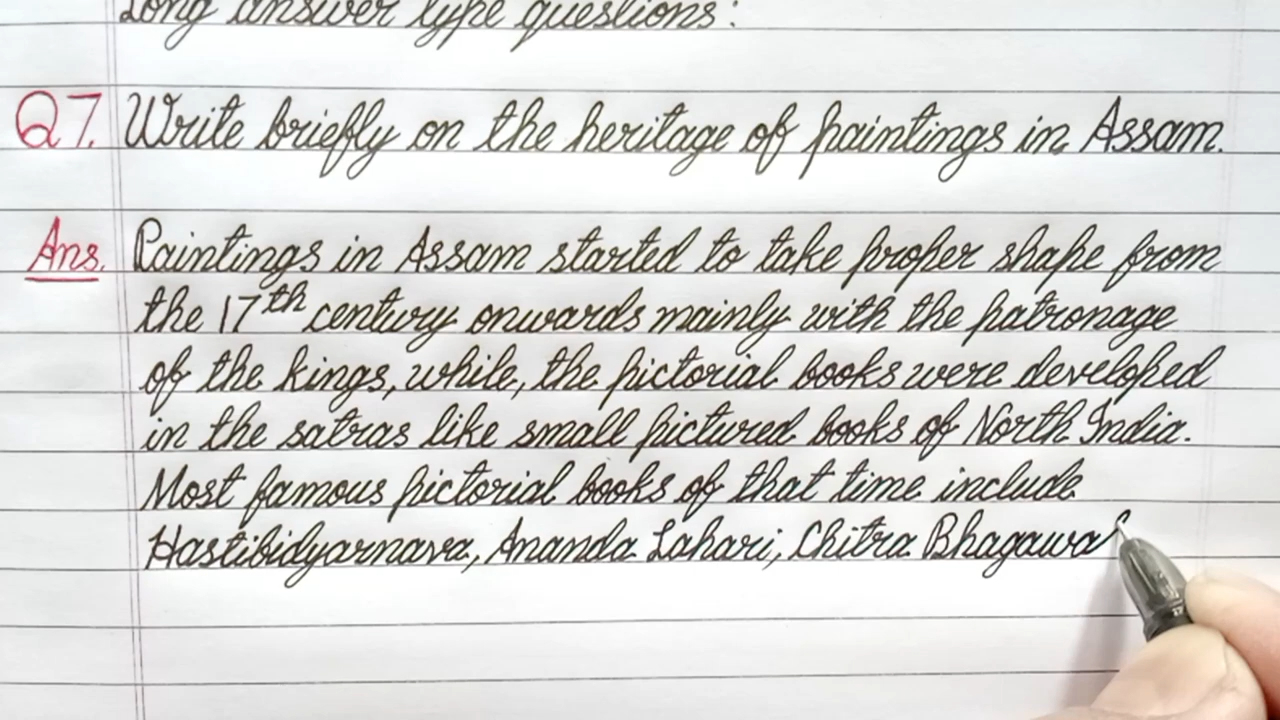 Long answer type questions:
Q7. Write briefly on the heritage of paintings in Assam.
Ans. Paintings in Assam started to take proper shape from
the 17th century onwards mainly with the patronage
of the kings, while, the pictorial books were developed
in the satras like small pictured books of North India.
Most famous pictorial books of that time include
Hastibidyarnava, Ananda Lahari, Chitra Bhagawa